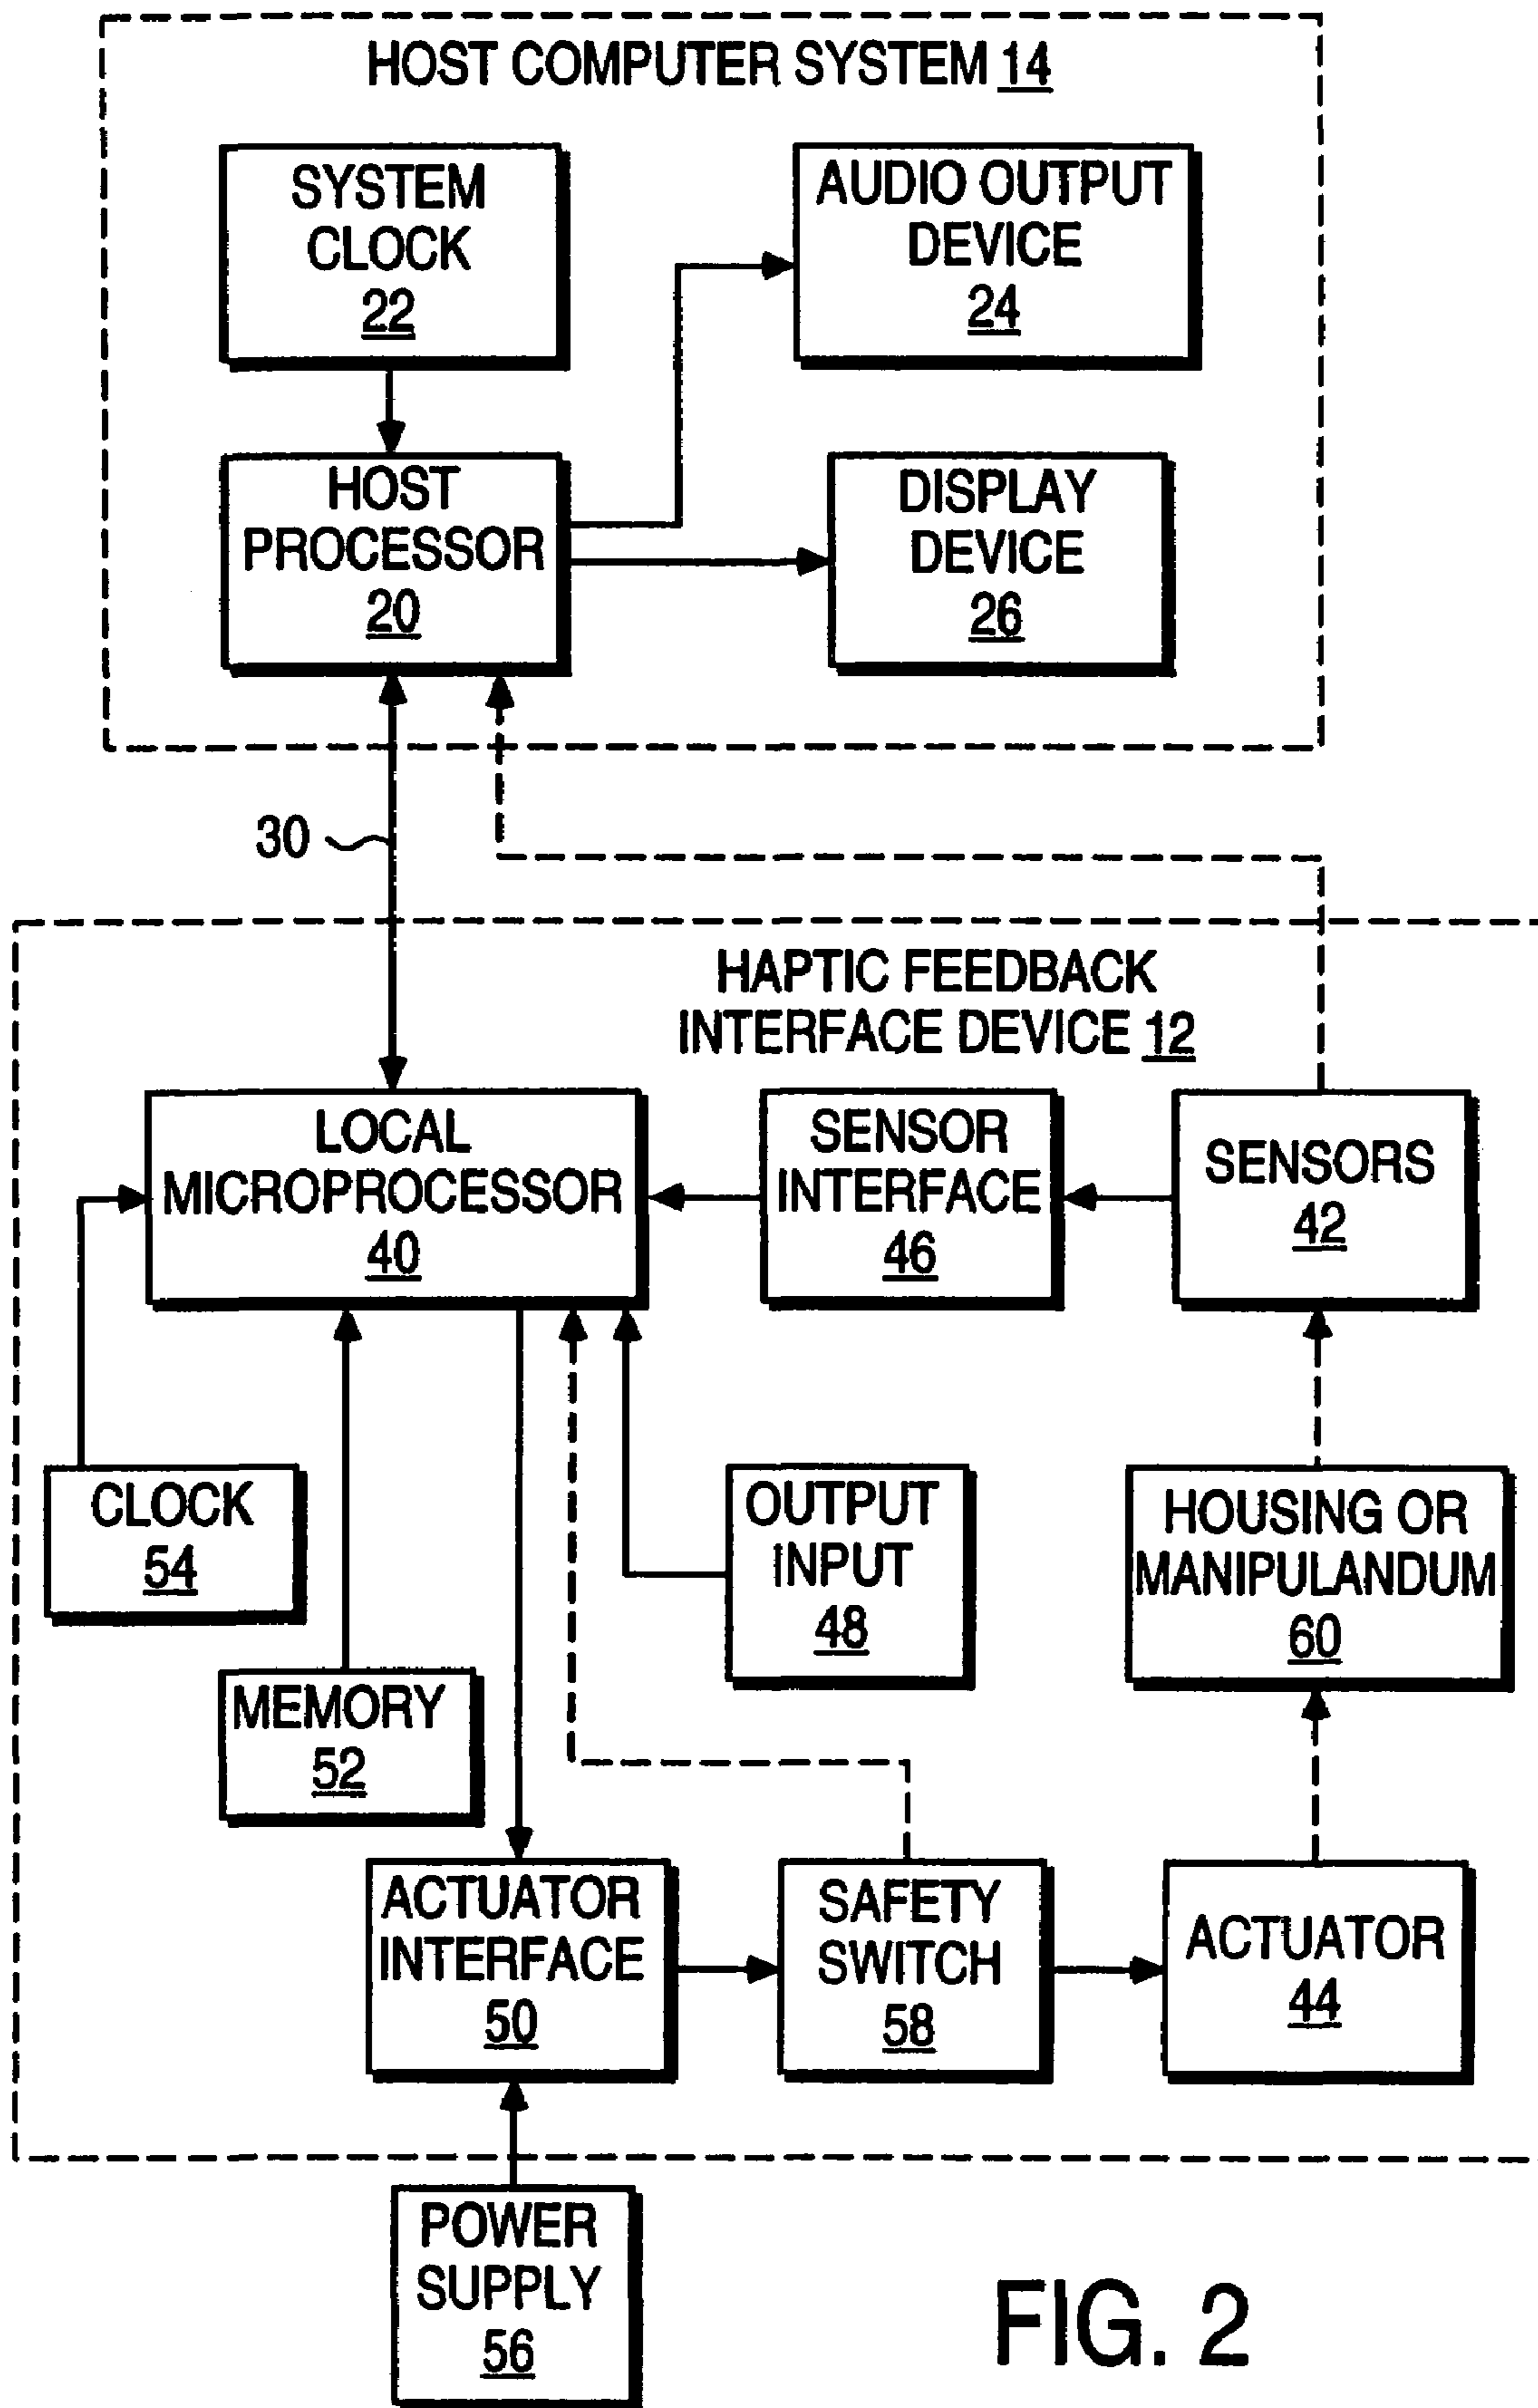 HOST COMPUTER SYSTEM 14
SYSTEM
CLOCK
22
AUDIO OUTPUT
DEVICE
24
HOST
PROCESSOR
20
DISPLAY
DEVICE
26
30
HAPTIC FEEDBACK
INTERFACE DEVICE 12
LOCAL
MICROPROCESSOR
40
SENSOR
INTERFACE
46
SENSORS
42
CLOCK
54
OUTPUT
INPUT
48
HOUSING OR
MANIPULANDUM
60
MEMORY
52
ACTUATOR
INTERFACE
50
SAFETY
SWITCH
58
ACTUATOR
44
POWER
SUPPLY
56
FIG. 2